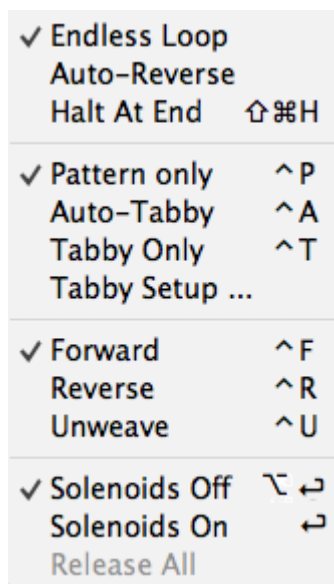 ✓ Endless Loop
Auto-Reverse
Halt At End ⇧⌘H
✓ Pattern only ^P
Auto-Tabby ^A
Tabby Only ^T
Tabby Setup ...
✓ Forward ^F
Reverse ^R
Unweave ^U
✓ Solenoids Off ⌥↩
Solenoids On ↩
Release All